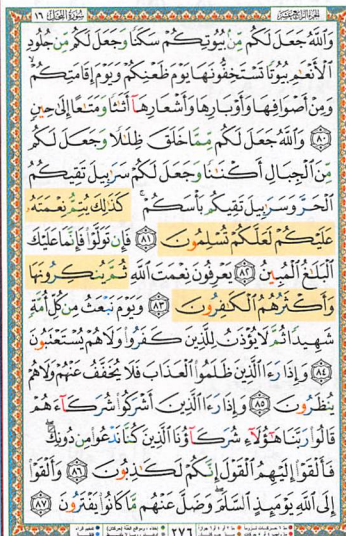 الجزء الرابع عشر سورة النحل ١٦
وَاللَّهُ جَعَلَ لَكُم مِّنۢ بُيُوتِكُمْ سَكَنًا وَجَعَلَ لَكُم مِّن جُلُودِ
الْأَنْعَٰمِ بُيُوتًا تَسْتَخِفُّونَهَا يَوْمَ ظَعْنِكُمْ وَيَوْمَ إِقَامَتِكُمْ ۙ
وَمِنْ أَصْوَافِهَا وَأَوْبَارِهَا وَأَشْعَارِهَآ أَثَٰثًا وَمَتَٰعًا إِلَىٰ حِينٍ
٨٠ وَاللَّهُ جَعَلَ لَكُم مِّمَّا خَلَقَ ظِلَٰلًا وَجَعَلَ لَكُم
مِّنَ الْجِبَالِ أَكْنَٰنًا وَجَعَلَ لَكُمْ سَرَٰبِيلَ تَقِيكُمُ
الْحَرَّ وَسَرَٰبِيلَ تَقِيكُم بَأْسَكُمْ ۚ كَذَٰلِكَ يُتِمُّ نِعْمَتَهُۥ
عَلَيْكُمْ لَعَلَّكُمْ تُسْلِمُونَ ٨١ فَإِن تَوَلَّوْا۟ فَإِنَّمَا عَلَيْكَ
الْبَلَٰغُ الْمُبِينُ ٨٢ يَعْرِفُونَ نِعْمَتَ اللَّهِ ثُمَّ يُنكِرُونَهَا
وَأَكْثَرُهُمُ الْكَٰفِرُونَ ٨٣ وَيَوْمَ نَبْعَثُ مِن كُلِّ أُمَّةٍ
شَهِيدًا ثُمَّ لَا يُؤْذَنُ لِلَّذِينَ كَفَرُوا۟ وَلَا هُمْ يُسْتَعْتَبُونَ
٨٤ وَإِذَا رَءَا الَّذِينَ ظَلَمُوا۟ الْعَذَابَ فَلَا يُخَفَّفُ عَنْهُمْ وَلَا هُمْ
يُنظَرُونَ ٨٥ وَإِذَا رَءَا الَّذِينَ أَشْرَكُوا۟ شُرَكَآءَهُمْ
قَالُوا۟ رَبَّنَا هَٰٓؤُلَآءِ شُرَكَآؤُنَا الَّذِينَ كُنَّا نَدْعُوا۟ مِن دُونِكَ ۖ
فَأَلْقَوْا۟ إِلَيْهِمُ الْقَوْلَ إِنَّكُمْ لَكَٰذِبُونَ ٨٦ وَأَلْقَوْا۟
إِلَى اللَّهِ يَوْمَئِذٍ السَّلَمَ ۖ وَضَلَّ عَنْهُم مَّا كَانُوا۟ يَفْتَرُونَ ٨٧
٢٧٦